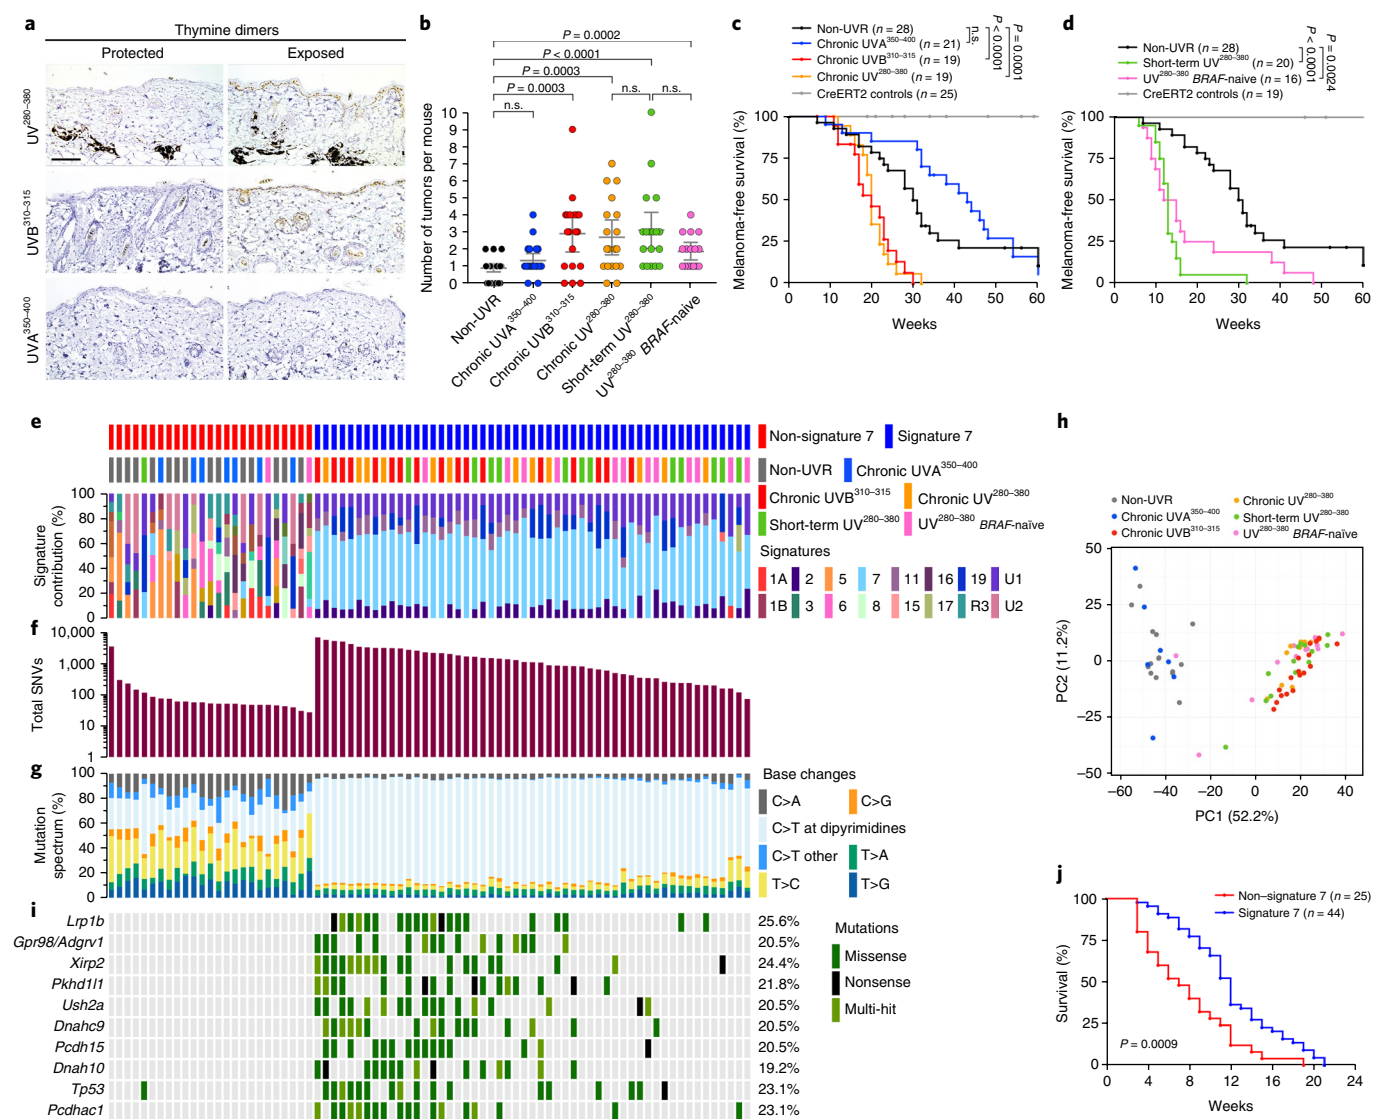 a
Thymine dimers
Protected Exposed
UV280–380
UVB310–315
UVA350–400
b
P = 0.0002
P < 0.0001
P = 0.0003
P = 0.0003 n.s. n.s.
n.s.
Number of tumors per mouse
10
9
8
7
6
5
4
3
2
1
0
Non-UVR
Chronic UVA350–400
Chronic UVB310–315
Chronic UV280–380
Short-term UV280–380
UV280–380 BRAF-naive
c
Non-UVR (n = 28)
Chronic UVA350–400 (n = 21)
Chronic UVB310–315 (n = 19)
Chronic UV280–380 (n = 19)
CreERT2 controls (n = 25)
n.s.
P < 0.0001
P = 0.0001
Melanoma-free survival (%)
100
75
50
25
0
0 10 20 30 40 50 60
Weeks
d
Non-UVR (n = 28)
Short-term UV280–380 (n = 20)
UV280–380 BRAF-naive (n = 16)
CreERT2 controls (n = 19)
P < 0.0001
P = 0.0024
Melanoma-free survival (%)
100
75
50
25
0
0 10 20 30 40 50 60
Weeks
e
Non-signature 7 Signature 7
Non-UVR Chronic UVA350–400
Chronic UVB310–315 Chronic UV280–380
Short-term UV280–380 UV280–380 BRAF-naïve
Signature contribution (%)
100
80
60
40
20
0
Signatures
1A 2 5 7 11 16 19 U1
1B 3 6 8 15 17 R3 U2
f
Total SNVs
10,000
1,000
100
10
1
g
Mutation spectrum (%)
100
80
60
40
20
0
Base changes
C>A C>G
C>T at dipyrimidines
C>T other T>A
T>C T>G
h
Non-UVR Chronic UV280–380
Chronic UVA350–400 Short-term UV280–380
Chronic UVB310–315 UV280–380 BRAF-naïve
PC2 (11.2%)
50
25
0
–25
–50
–60 –40 –20 0 20 40
PC1 (52.2%)
i
Lrp1b 25.6%
Gpr98/Adgrv1 20.5%
Xirp2 24.4%
Pkhd1l1 21.8%
Ush2a 20.5%
Dnahc9 20.5%
Pcdh15 20.5%
Dnah10 19.2%
Tp53 23.1%
Pcdhac1 23.1%
Mutations
Missense
Nonsense
Multi-hit
j
Non–signature 7 (n = 25)
Signature 7 (n = 44)
Survival (%)
100
75
50
25
0
P = 0.0009
0 4 8 12 16 20 24
Weeks